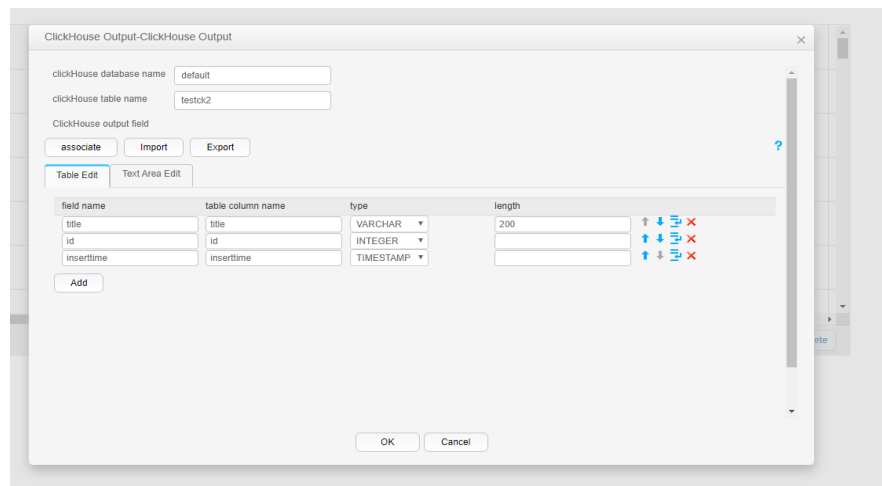 ClickHouse Output-ClickHouse Output
clickHouse database name default
clickHouse table name testck2
ClickHouse output field
associate Import Export ?
Table Edit Text Area Edit
field name table column name type length
title title VARCHAR 200
id id INTEGER
inserttime inserttime TIMESTAMP
Add
ete
OK Cancel